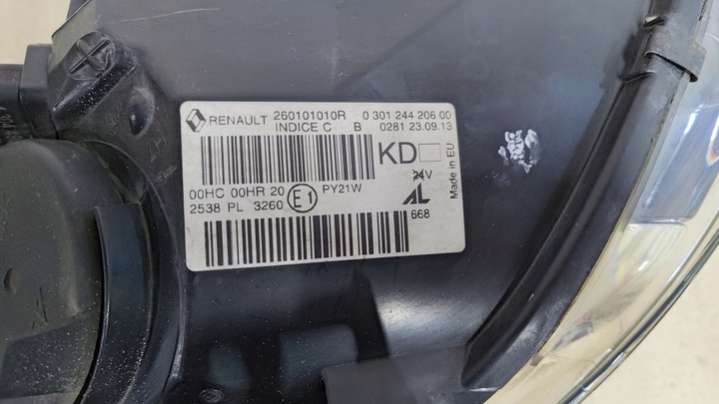 RENAULT 260101010R 0 301 244 206 00
INDICE C B 0281 23.09.13
KD
24V
Made in EU
00HC 00HR 20 PY21W
2538 PL 3260 E1
AL
668